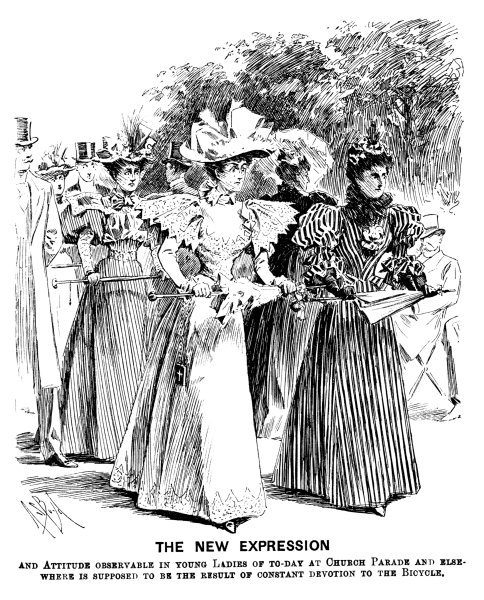 THE NEW EXPRESSION
AND ATTITUDE OBSERVABLE IN YOUNG LADIES OF TO-DAY AT CHURCH PARADE AND ELSE-
WHERE IS SUPPOSED TO BE THE RESULT OF CONSTANT DEVOTION TO THE BICYCLE.